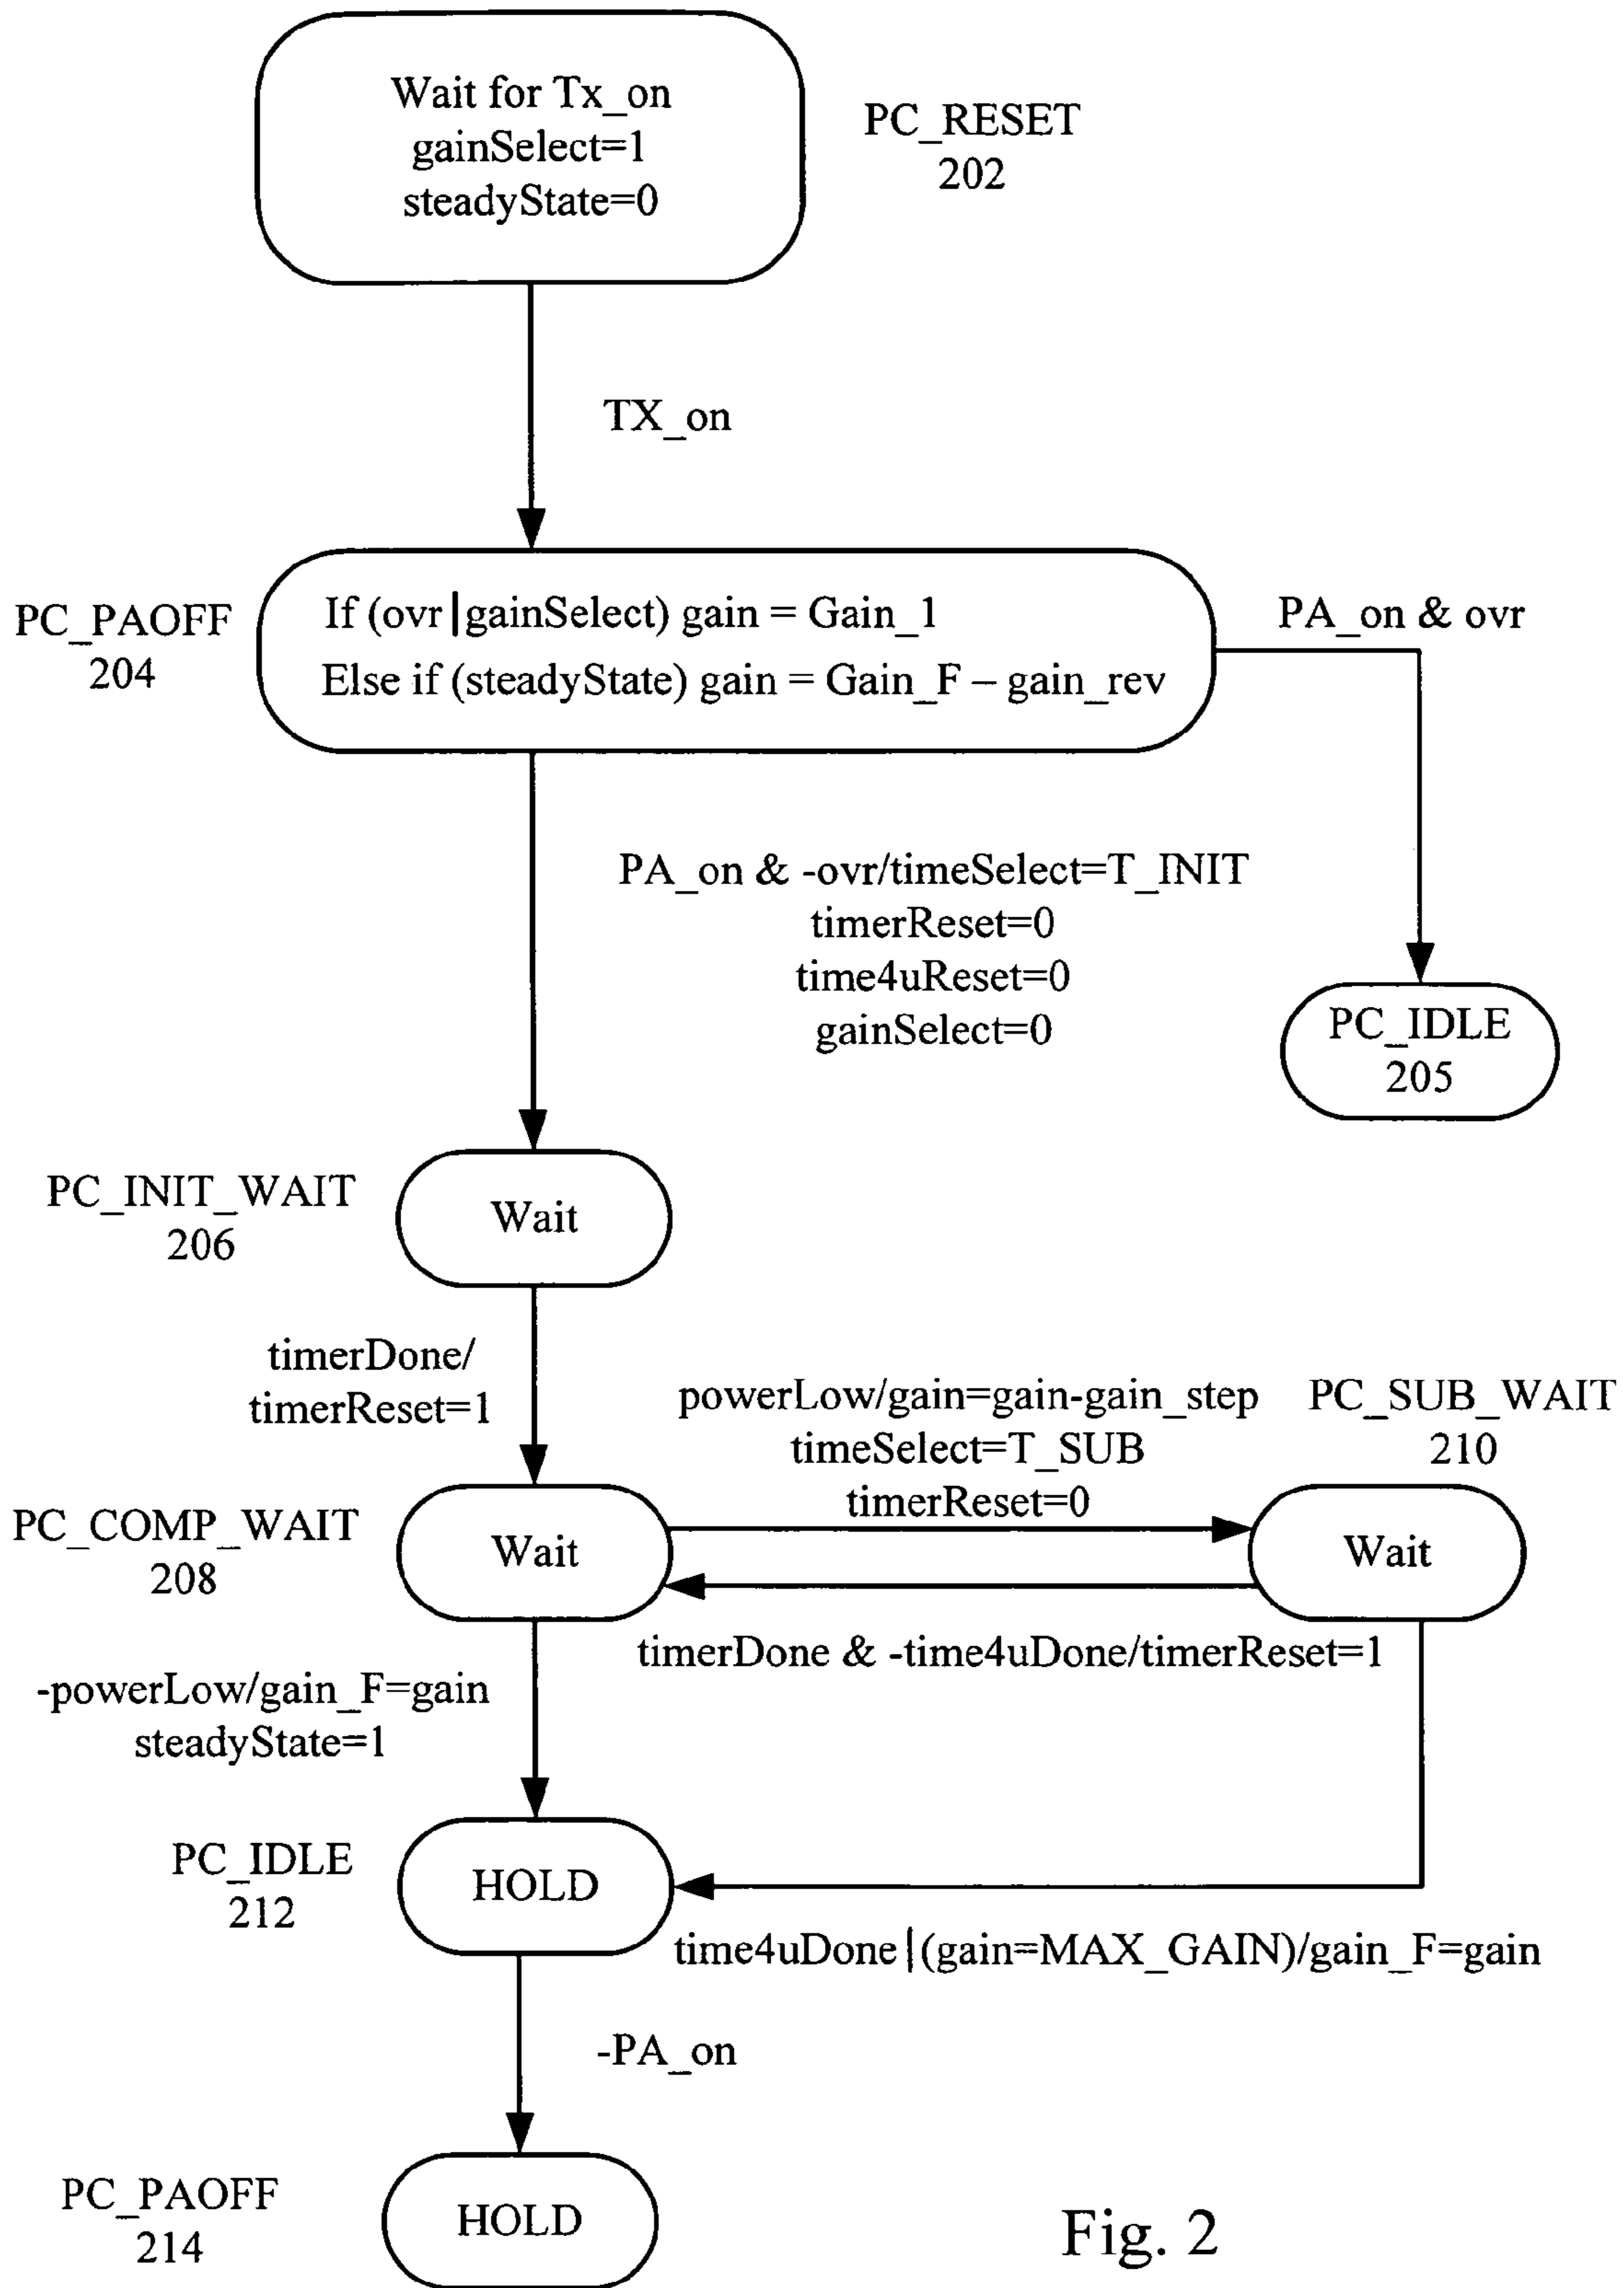 Wait for Tx_on
gainSelect=1
steadyState=0
PC_RESET
202
TX_on
PC_PAOFF
204
If (ovr|gainSelect) gain = Gain_1
Else if (steadyState) gain = Gain_F – gain_rev
PA_on & ovr
PA_on & -ovr/timeSelect=T_INIT
timerReset=0
time4uReset=0
gainSelect=0
PC_IDLE
205
PC_INIT_WAIT
206
Wait
timerDone/
timerReset=1
powerLow/gain=gain-gain_step
timeSelect=T_SUB
timerReset=0
PC_SUB_WAIT
210
PC_COMP_WAIT
208
Wait
Wait
timerDone & -time4uDone/timerReset=1
-powerLow/gain_F=gain
steadyState=1
PC_IDLE
212
HOLD
time4uDone|(gain=MAX_GAIN)/gain_F=gain
-PA_on
PC_PAOFF
214
HOLD
Fig. 2